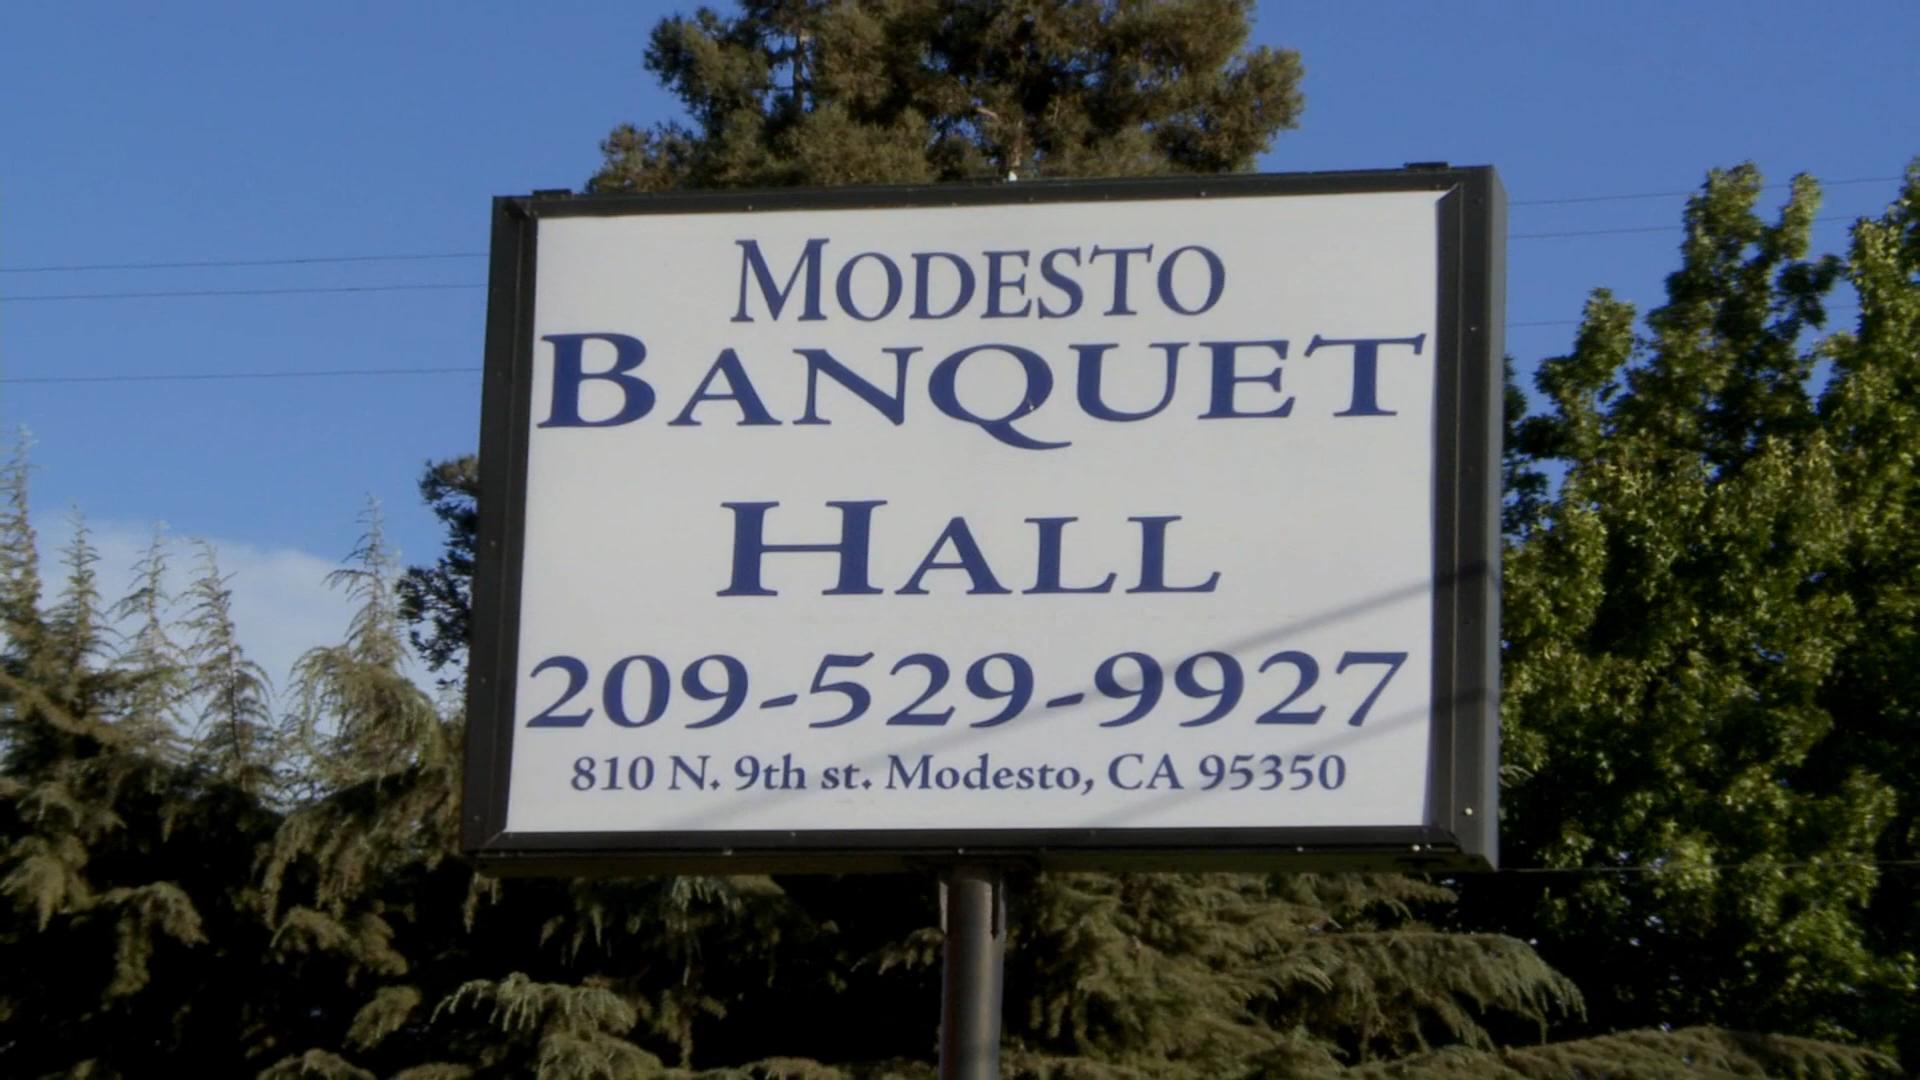 MODESTO
BANQUET
HALL
209-529-9927
810 N. 9th st. Modesto, CA 95350